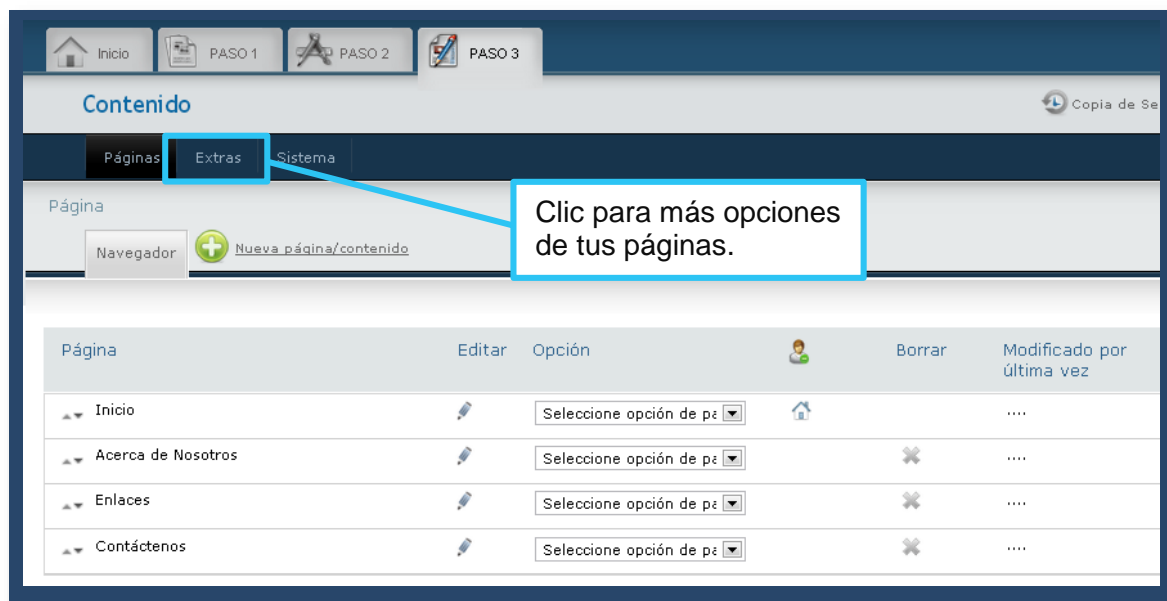 Inicio PASO 1 PASO 2 PASO 3
Contenido Copia de Se
Páginas Extras Sistema
Clic para más opciones
de tus páginas.
Página
Navegador Nueva página/contenido
Página Editar Opción Borrar Modificado por
última vez
Inicio Seleccione opción de pa ....
Acerca de Nosotros Seleccione opción de pa ....
Enlaces Seleccione opción de pa ....
Contáctenos Seleccione opción de pa ....